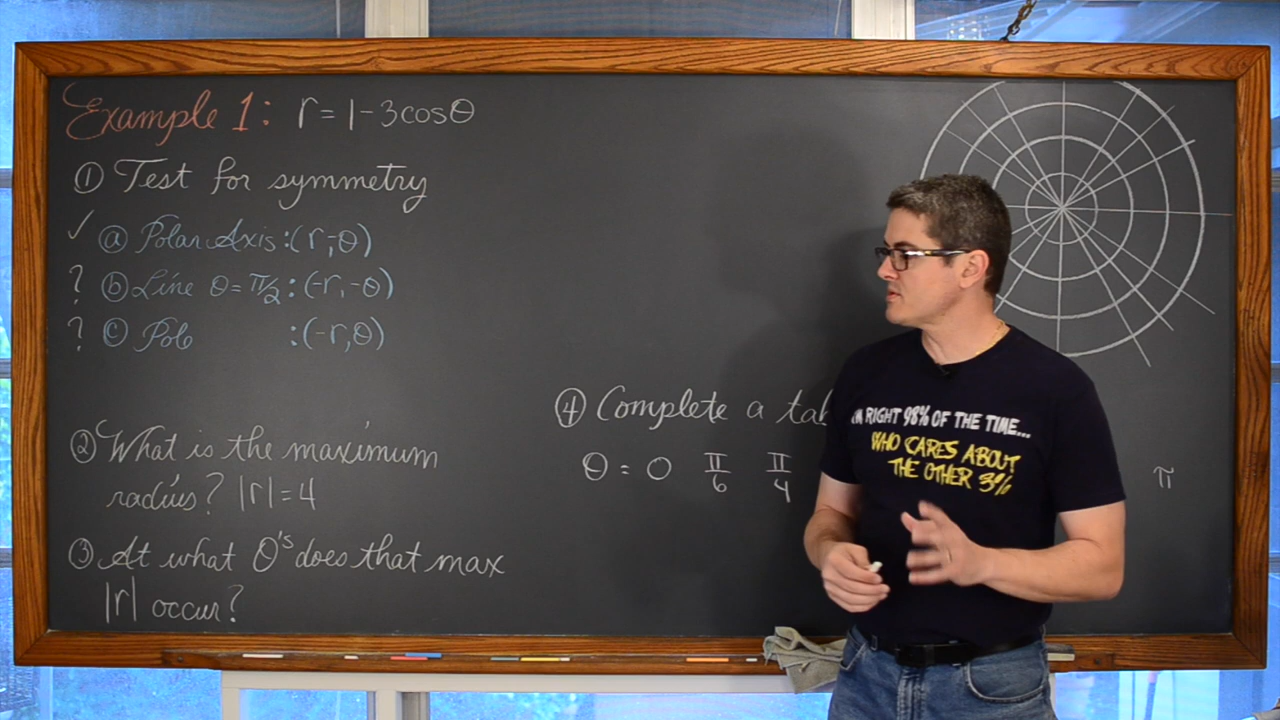 Example 1: r=1-3cosθ
① Test for symmetry
✓ ⓐ Polar Axis:(r,-θ)
? ⓑ Line θ=π/2:(-r,-θ)
? ⓒ Pole :(-r,θ)
② What is the maximum
radius? |r|=4
③ At what θ's does that max
|r| occur?
④ Complete a
θ = 0 π/6 π/4 π
RIGHT 98% OF THE TIME...
WHO CARES ABOUT
THE OTHER 3%